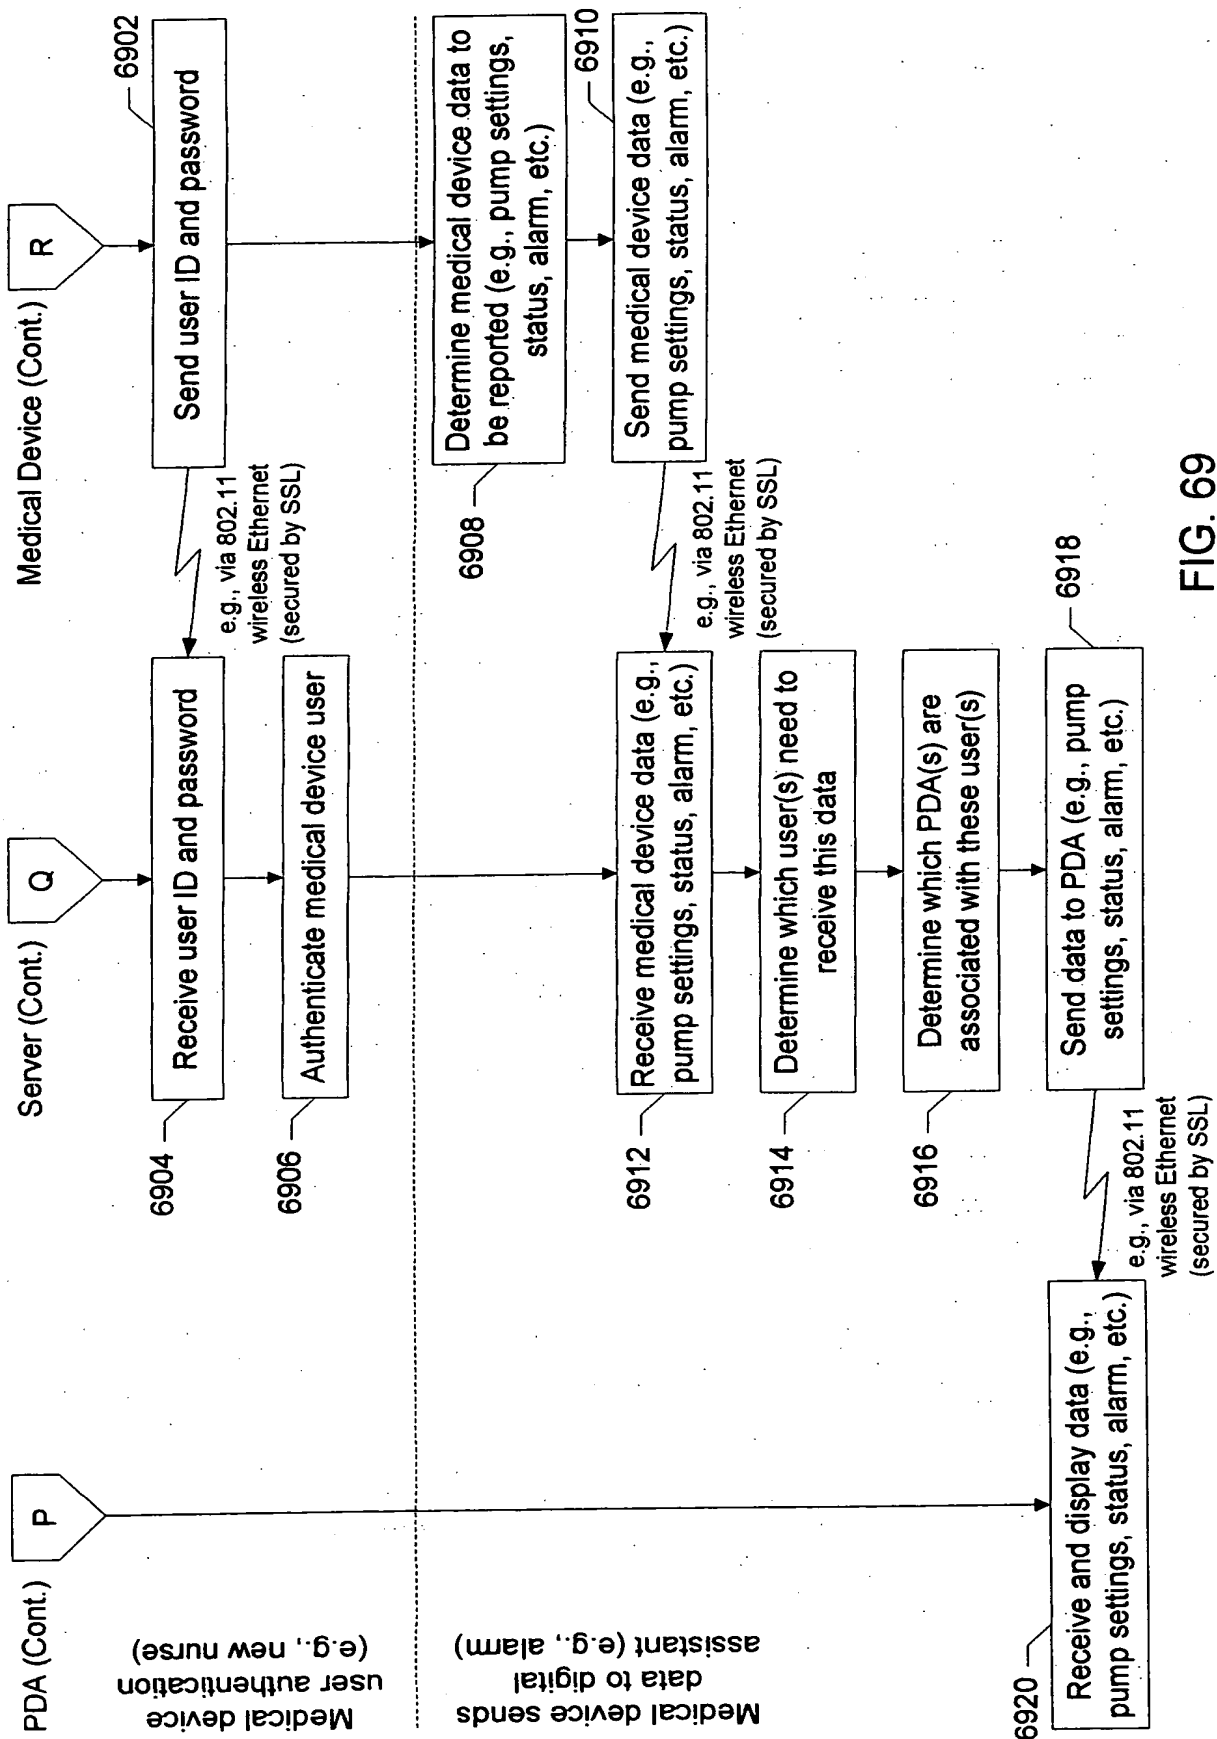 PDA (Cont.)
Server (Cont.)
Medical Device (Cont.)
P
Q
R
Medical device
user authentication
(e.g., new nurse)
6902
Send user ID and password
e.g., via 802.11
wireless Ethernet
(secured by SSL)
6904
Receive user ID and password
6906
Authenticate medical device user
Medical device sends
data to digital
assistant (e.g., alarm)
6908
Determine medical device data to
be reported (e.g., pump settings,
status, alarm, etc.)
6910
Send medical device data (e.g.,
pump settings, status, alarm, etc.)
e.g., via 802.11
wireless Ethernet
(secured by SSL)
6912
Receive medical device data (e.g.,
pump settings, status, alarm, etc.)
6914
Determine which user(s) need to
receive this data
6916
Determine which PDA(s) are
associated with these user(s)
6918
Send data to PDA (e.g., pump
settings, status, alarm, etc.)
e.g., via 802.11
wireless Ethernet
(secured by SSL)
6920
Receive and display data (e.g.,
pump settings, status, alarm, etc.)
FIG. 69